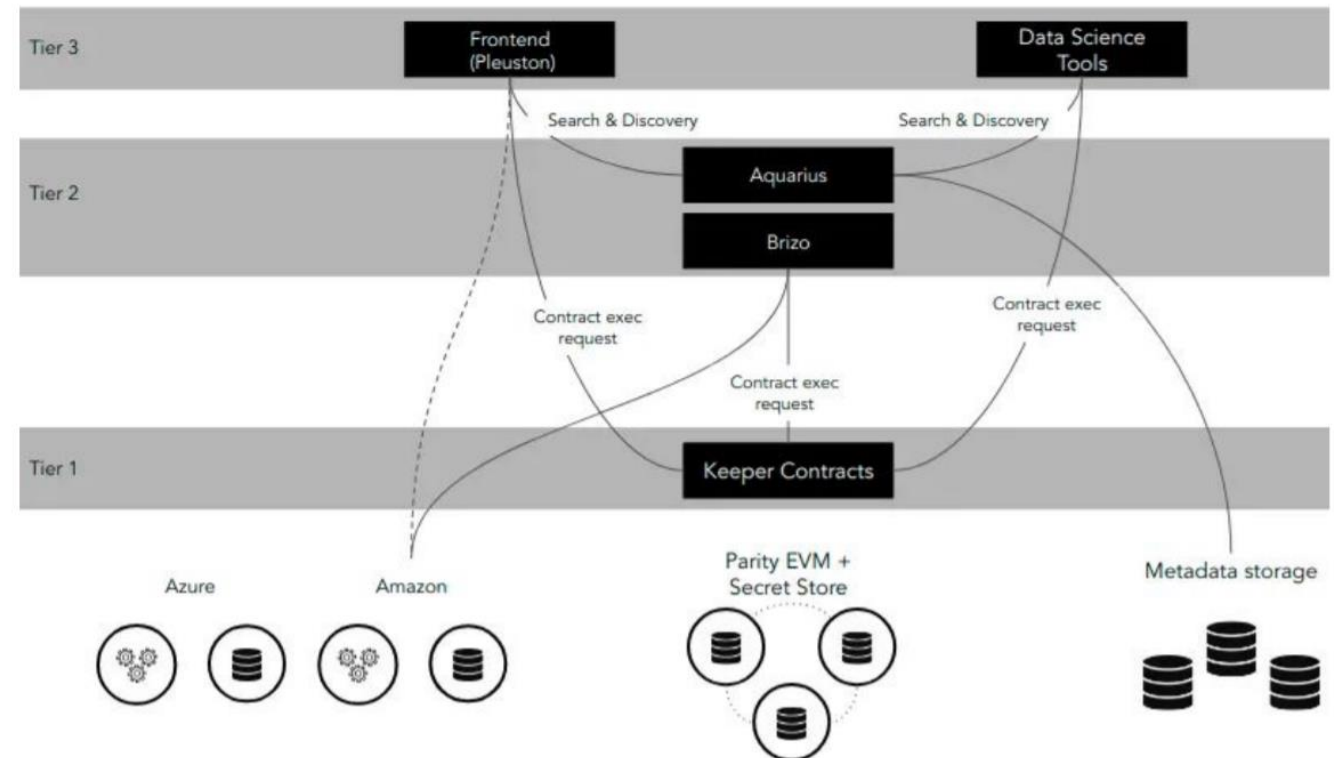 Tier 3
Frontend
(Pleuston)
Data Science
Tools
Search & Discovery
Search & Discovery
Tier 2
Aquarius
Brizo
Contract exec
request
Contract exec
request
Contract exec
request
Tier 1
Keeper Contracts
Azure
Amazon
Parity EVM +
Secret Store
Metadata storage